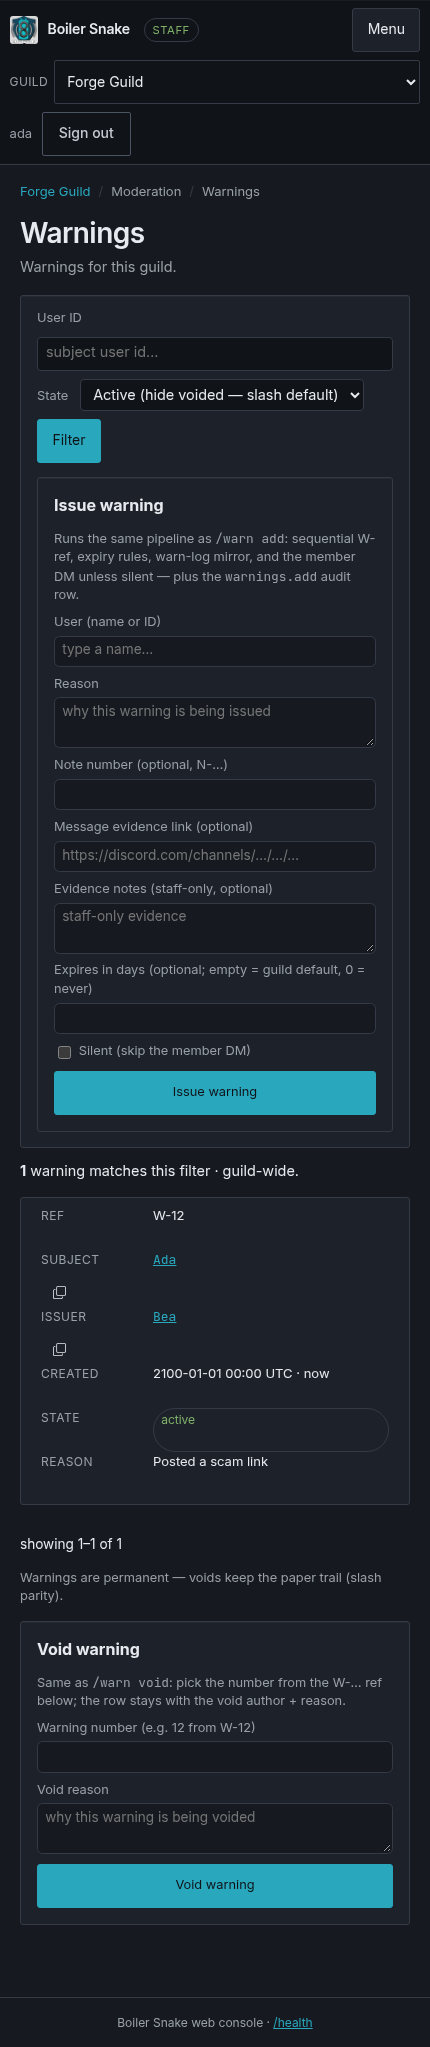 Boiler Snake STAFF Menu
GUILD Forge Guild
ada Sign out
Forge Guild / Moderation / Warnings
Warnings
Warnings for this guild.
User ID
subject user id...
State Active (hide voided — slash default)
Filter
Issue warning
Runs the same pipeline as /warn add: sequential W-
ref, expiry rules, warn-log mirror, and the member
DM unless silent — plus the warnings.add audit
row.
User (name or ID)
type a name...
Reason
why this warning is being issued
Note number (optional, N-...)
Message evidence link (optional)
https://discord.com/channels/.../.../...
Evidence notes (staff-only, optional)
staff-only evidence
Expires in days (optional; empty = guild default, 0 =
never)
Silent (skip the member DM)
Issue warning
1 warning matches this filter · guild-wide.
REF W-12
SUBJECT Ada
ISSUER Bea
CREATED 2100-01-01 00:00 UTC · now
STATE active
REASON Posted a scam link
showing 1–1 of 1
Warnings are permanent — voids keep the paper trail (slash
parity).
Void warning
Same as /warn void: pick the number from the W-... ref
below; the row stays with the void author + reason.
Warning number (e.g. 12 from W-12)
Void reason
why this warning is being voided
Void warning
Boiler Snake web console · /health